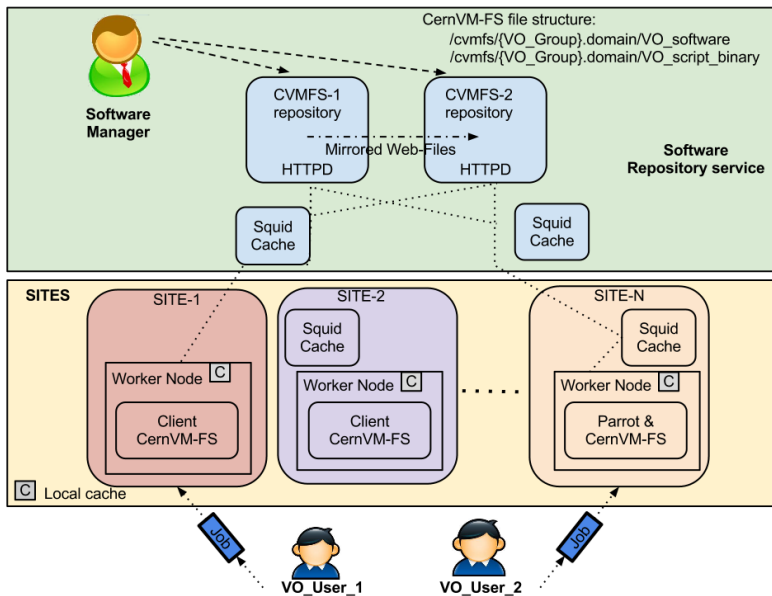 CernVM-FS file structure:
/cvmfs/{VO_Group}.domain/VO_software
/cvmfs/{VO_Group}.domain/VO_script_binary
Software
Manager
CVMFS-1
repository
CVMFS-2
repository
Mirrored Web-Files
HTTPD
HTTPD
Software
Repository service
Squid
Cache
Squid
Cache
SITES
SITE-1
SITE-2
SITE-N
Squid
Cache
Squid
Cache
Worker Node
C
Client
CernVM-FS
Worker Node
C
Client
CernVM-FS
Worker Node
C
Parrot &
CernVM-FS
C
Local cache
Job
Job
VO_User_1
VO_User_2